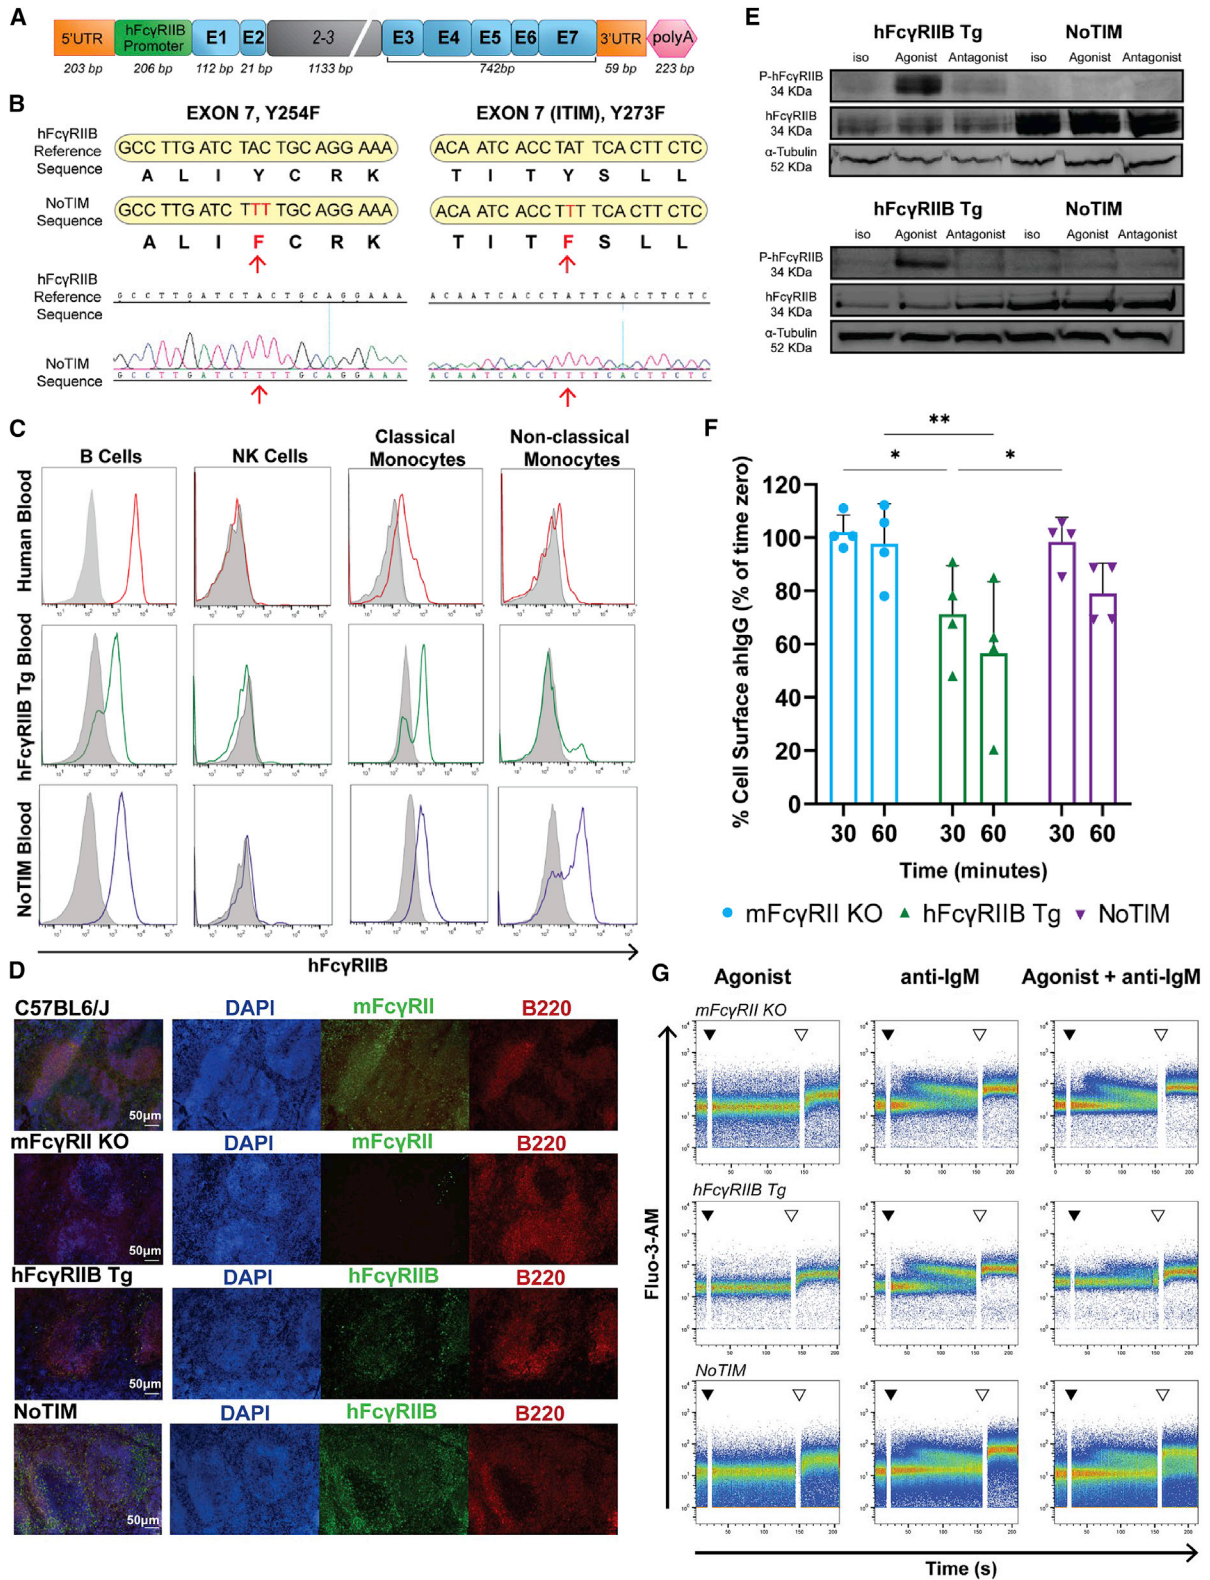 A
5'UTR
hFcγRIIB Promoter
E1
E2
2-3
E3
E4
E5
E6
E7
3'UTR
polyA
203 bp
206 bp
112 bp
21 bp
1133 bp
742bp
59 bp
223 bp
B
EXON 7, Y254F
EXON 7 (ITIM), Y273F
hFcγRIIB
Reference
Sequence
GCC TTG ATC TAC TGC AGG AAA
ACA ATC ACC TAT TCA CTT CTC
A L I Y C R K
T I T Y S L L
NoTIM
Sequence
GCC TTG ATC TTT TGC AGG AAA
ACA ATC ACC TTT TCA CTT CTC
A L I F C R K
T I T F S L L
hFcγRIIB
Reference
Sequence
G C C T T G A T C T A C T G C A G G A A A
A C A A T C A C C T A T T C A C T T C T C
NoTIM
Sequence
G C C T T G A T C T T T T G C A G G A A A
A C A A T C A C C T T T T C A C T T C T C
C
B Cells
NK Cells
Classical
Monocytes
Non-classical
Monocytes
Human Blood
hFcγRIIB Tg Blood
NoTIM Blood
hFcγRIIB
D
C57BL6/J
DAPI
mFcγRII
B220
50μm
mFcγRII KO
DAPI
mFcγRII
B220
50μm
hFcγRIIB Tg
DAPI
hFcγRIIB
B220
50μm
NoTIM
DAPI
hFcγRIIB
B220
50μm
E
hFcγRIIB Tg
NoTIM
iso
Agonist
Antagonist
iso
Agonist
Antagonist
P-hFcγRIIB
34 KDa
hFcγRIIB
34 KDa
α-Tubulin
52 KDa
hFcγRIIB Tg
NoTIM
iso
Agonist
Antagonist
iso
Agonist
Antagonist
P-hFcγRIIB
34 KDa
hFcγRIIB
34 KDa
α-Tubulin
52 KDa
F
**
*
*
% Cell Surface ahIgG (% of time zero)
120
100
80
60
40
20
0
30 60 30 60 30 60
Time (minutes)
mFcγRII KO
hFcγRIIB Tg
NoTIM
G
Agonist
anti-IgM
Agonist + anti-IgM
mFcγRII KO
hFcγRIIB Tg
NoTIM
Fluo-3-AM
Time (s)